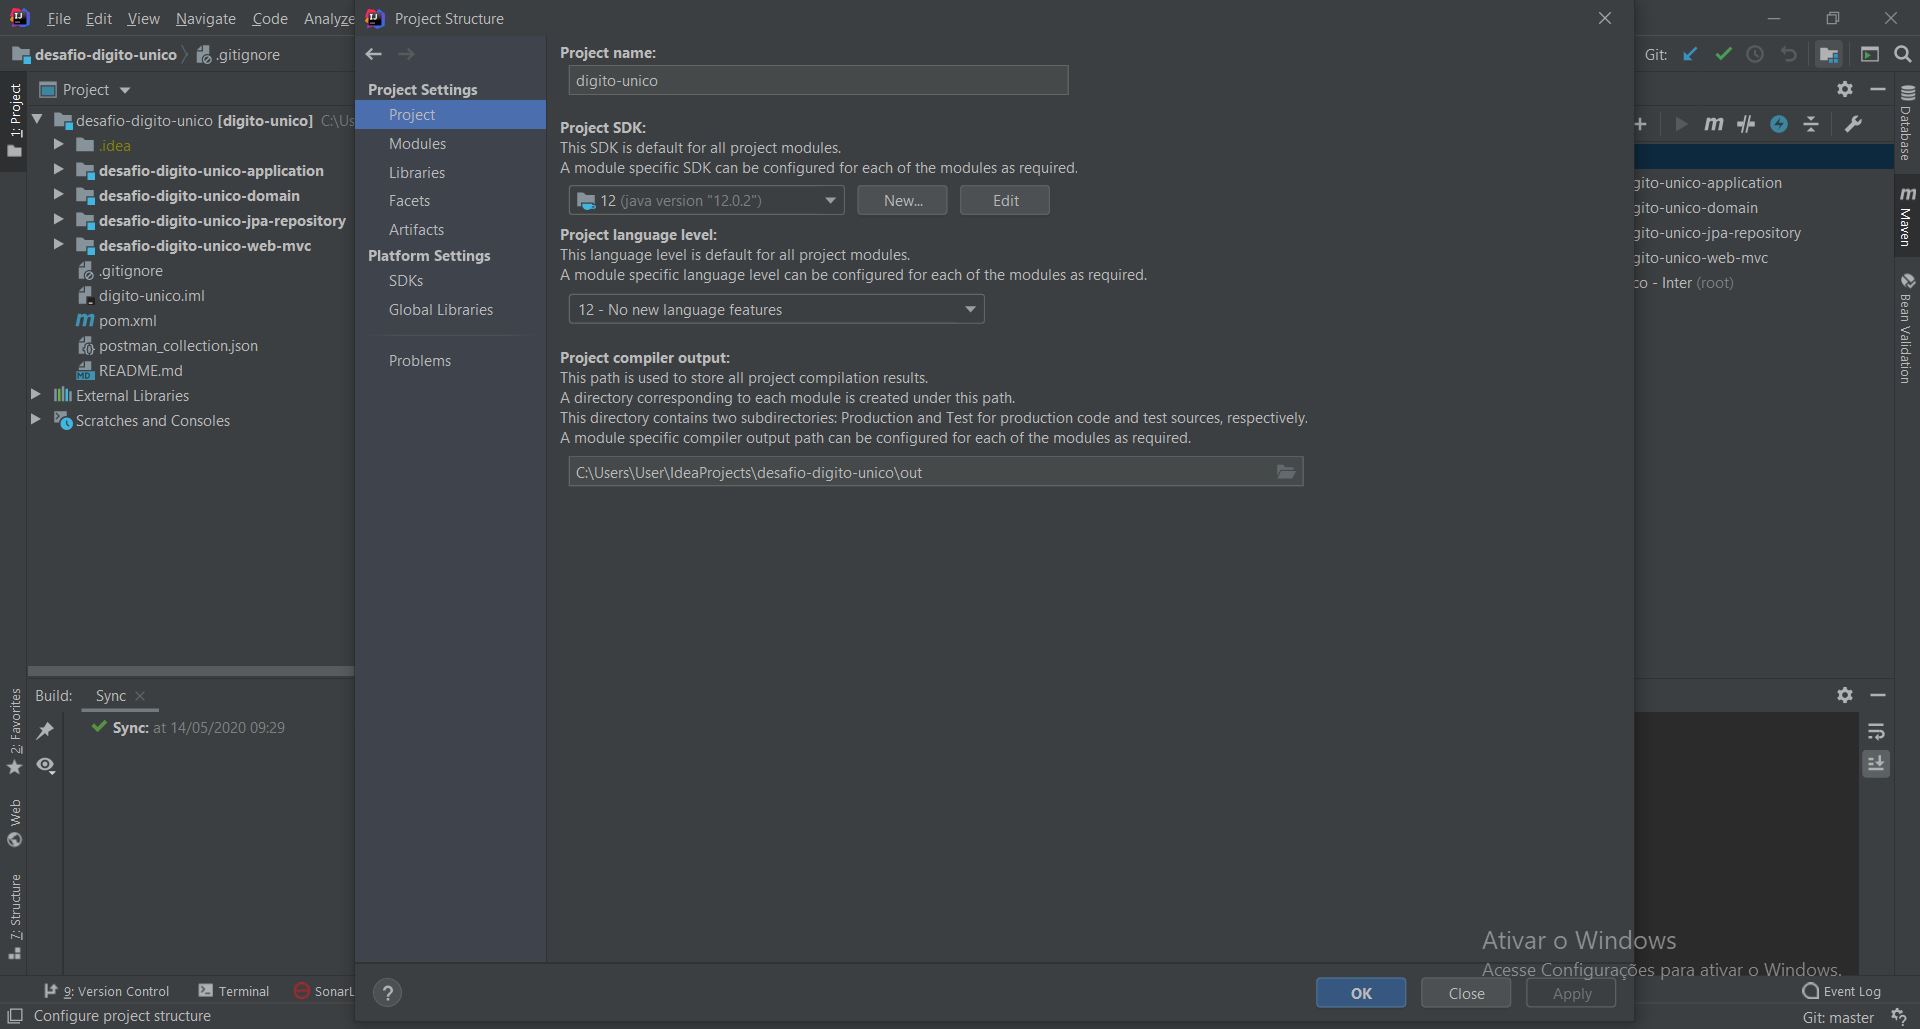 File Edit View Navigate Code Analyze
Project Structure
desafio-digito-unico .gitignore
Git:
Project
1: Project
desafio-digito-unico [digito-unico] C:\Us
.idea
desafio-digito-unico-application
desafio-digito-unico-domain
desafio-digito-unico-jpa-repository
desafio-digito-unico-web-mvc
.gitignore
digito-unico.iml
pom.xml
postman_collection.json
README.md
External Libraries
Scratches and Consoles
Project Settings
Project
Modules
Libraries
Facets
Artifacts
Platform Settings
SDKs
Global Libraries
Problems
Project name:
digito-unico
Project SDK:
This SDK is default for all project modules.
A module specific SDK can be configured for each of the modules as required.
12 (java version "12.0.2")
New...
Edit
Project language level:
This language level is default for all project modules.
A module specific language level can be configured for each of the modules as required.
12 - No new language features
Project compiler output:
This path is used to store all project compilation results.
A directory corresponding to each module is created under this path.
This directory contains two subdirectories: Production and Test for production code and test sources, respectively.
A module specific compiler output path can be configured for each of the modules as required.
C:\Users\User\IdeaProjects\desafio-digito-unico\out
gito-unico-application
gito-unico-domain
gito-unico-jpa-repository
gito-unico-web-mvc
co - Inter (root)
Database
Maven
Bean Validation
Build: Sync
Sync: at 14/05/2020 09:29
2: Favorites
Web
7: Structure
Ativar o Windows
Acesse Configurações para ativar o Windows.
?
OK
Close
Apply
9: Version Control
Terminal
SonarL
Event Log
Configure project structure
Git: master